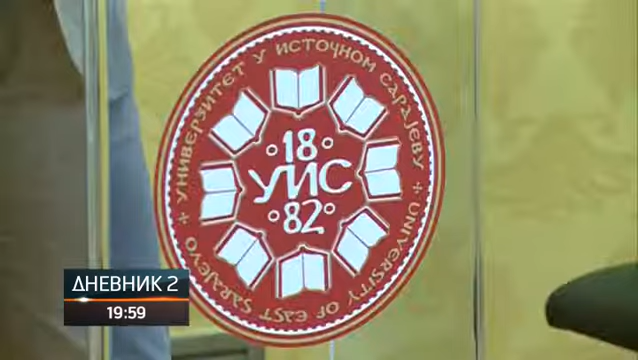 УНИВЕРЗИТЕТ У ИСТОЧНОМ САРАЈЕВУ + UNIVERSITY OF EAST SARAJEVO +
18
УИС
82
ДНЕВНИК 2
19:59